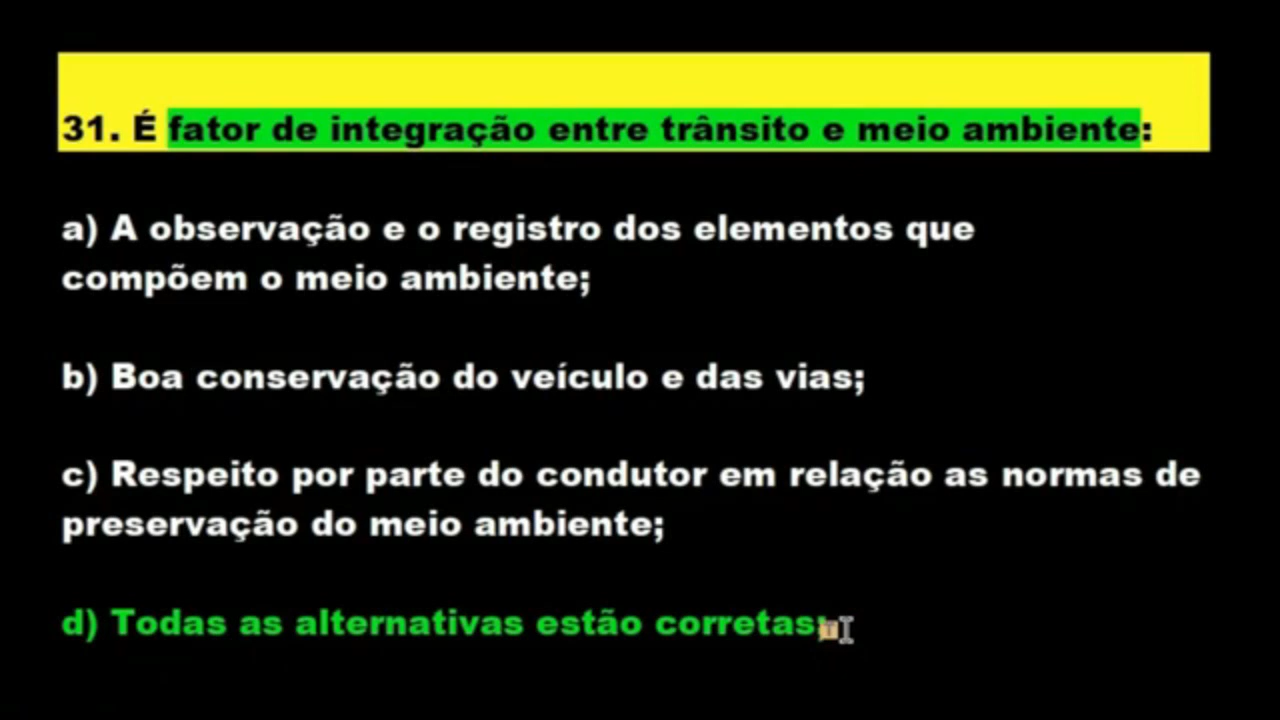 31. É fator de integração entre trânsito e meio ambiente:
a) A observação e o registro dos elementos que
compõem o meio ambiente;
b) Boa conservação do veículo e das vias;
c) Respeito por parte do condutor em relação as normas de
preservação do meio ambiente;
d) Todas as alternativas estão corretas;